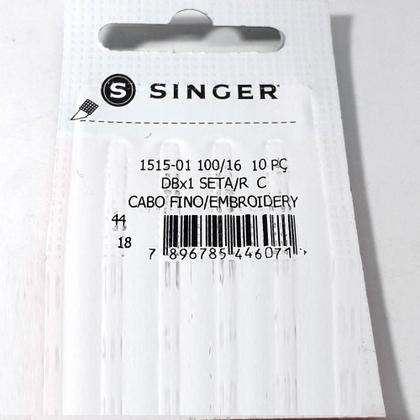 S SINGER
1515-01 100/16 10 PÇ
DBx1 SETA/R C
CABO FINO/EMBROIDERY
44
18
7 896785 446071